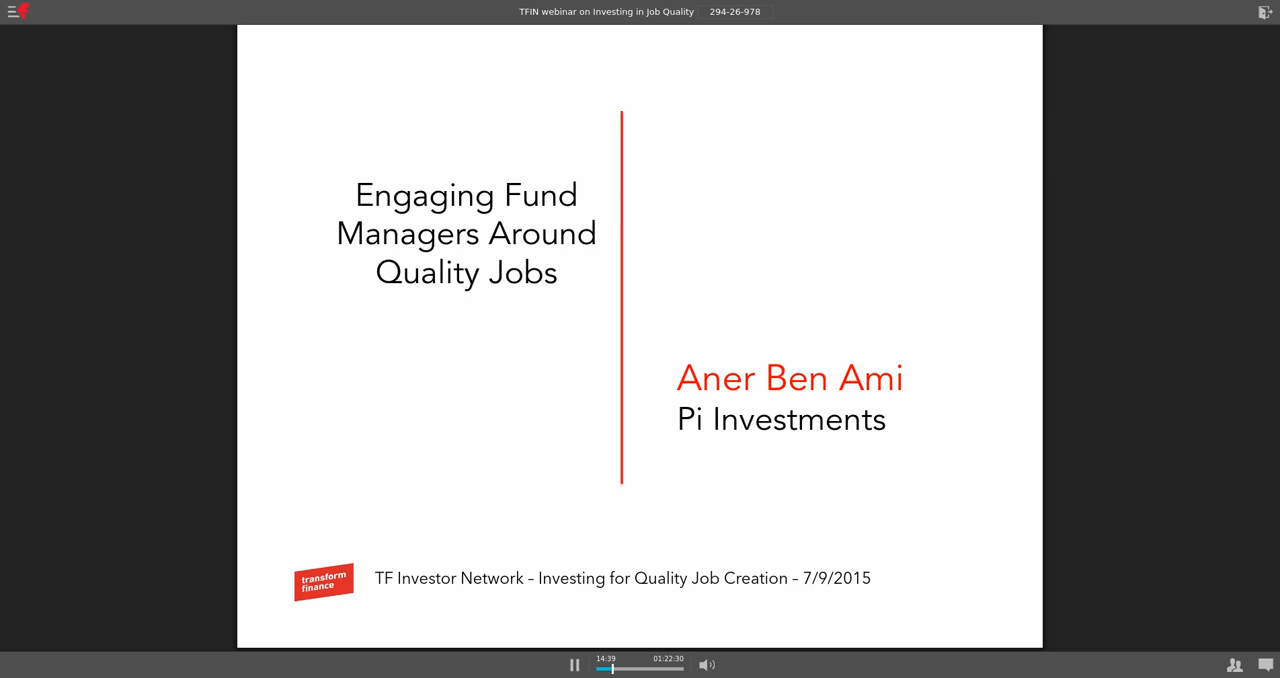 TFIN webinar on Investing in Job Quality 294-26-978
Engaging Fund
Managers Around
Quality Jobs
Aner Ben Ami
Pi Investments
transform
finance
TF Investor Network – Investing for Quality Job Creation – 7/9/2015
14:39 01:22:30